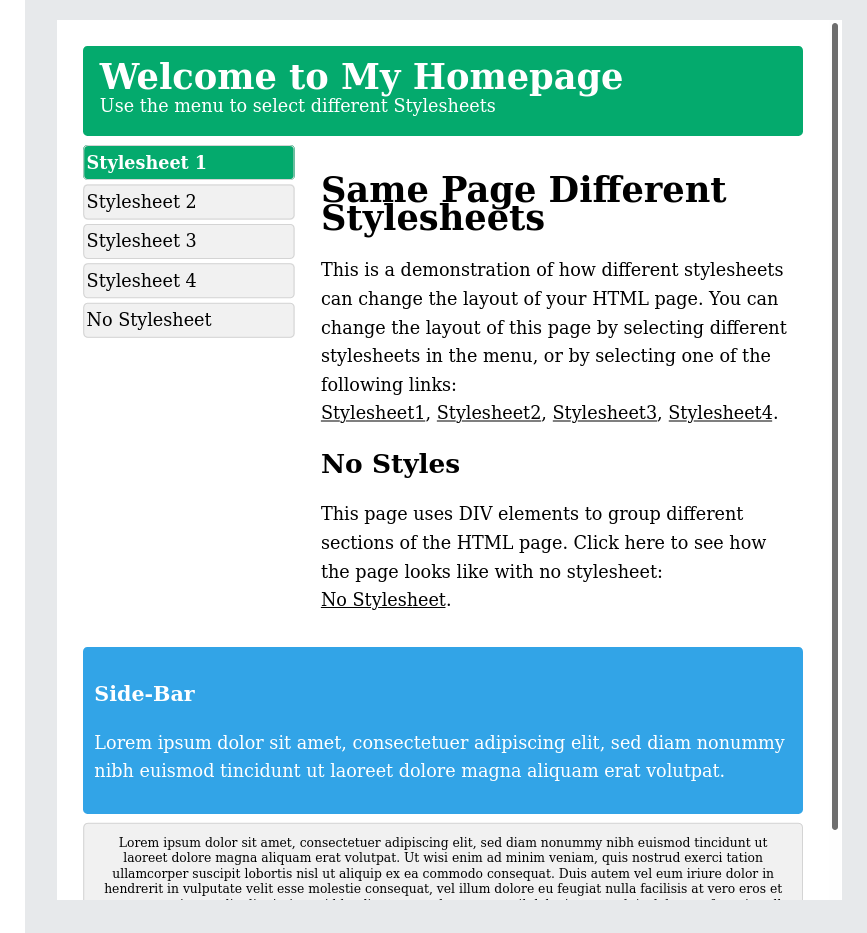 Welcome to My Homepage
Use the menu to select different Stylesheets
Stylesheet 1
Stylesheet 2
Stylesheet 3
Stylesheet 4
No Stylesheet
Same Page Different
Stylesheets
This is a demonstration of how different stylesheets
can change the layout of your HTML page. You can
change the layout of this page by selecting different
stylesheets in the menu, or by selecting one of the
following links:
Stylesheet1, Stylesheet2, Stylesheet3, Stylesheet4.
No Styles
This page uses DIV elements to group different
sections of the HTML page. Click here to see how
the page looks like with no stylesheet:
No Stylesheet.
Side-Bar
Lorem ipsum dolor sit amet, consectetuer adipiscing elit, sed diam nonummy
nibh euismod tincidunt ut laoreet dolore magna aliquam erat volutpat.
Lorem ipsum dolor sit amet, consectetuer adipiscing elit, sed diam nonummy nibh euismod tincidunt ut
laoreet dolore magna aliquam erat volutpat. Ut wisi enim ad minim veniam, quis nostrud exerci tation
ullamcorper suscipit lobortis nisl ut aliquip ex ea commodo consequat. Duis autem vel eum iriure dolor in
hendrerit in vulputate velit esse molestie consequat, vel illum dolore eu feugiat nulla facilisis at vero eros et